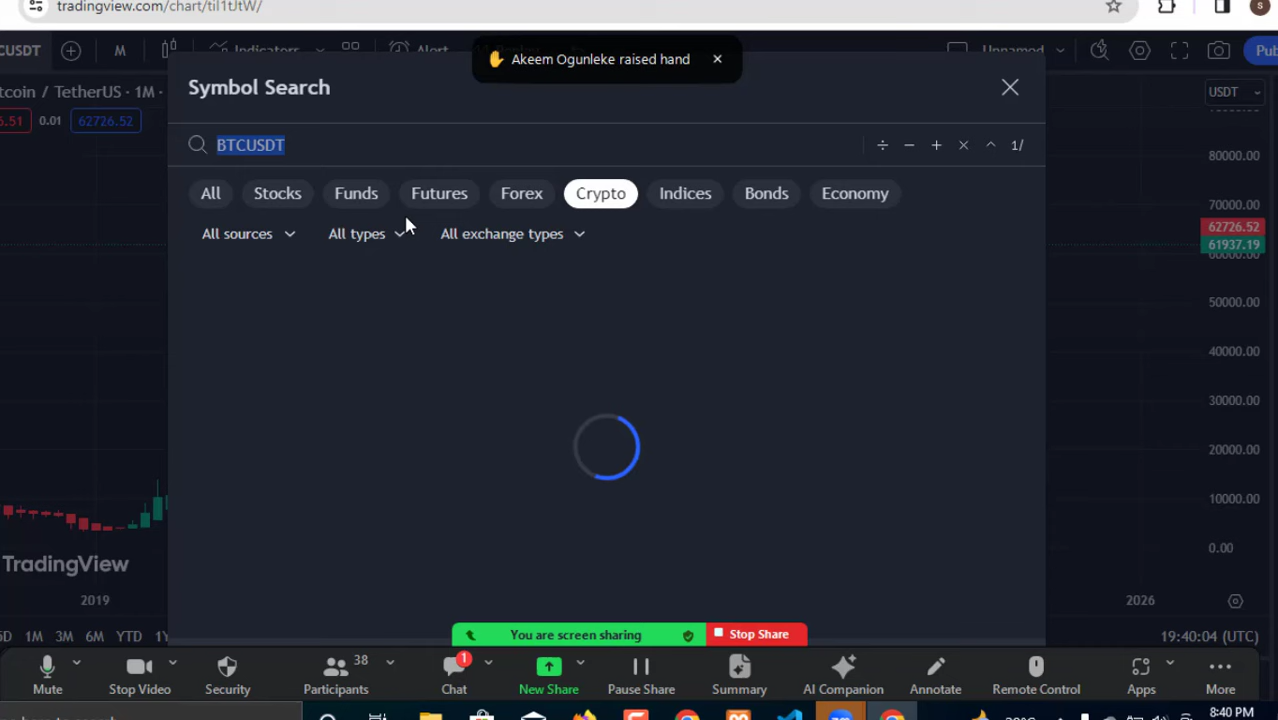 tradingview.com/chart/til1tJtW/
CUSDT M Indicators Alert Unnamed Pub
Akeem Ogunleke raised hand ×
tcoin / TetherUS · 1M ·
6.51 0.01 62726.52
USDT
Symbol Search
BTCUSDT
÷ − + × ^ 1/
All Stocks Funds Futures Forex Crypto Indices Bonds Economy
All sources All types All exchange types
80000.00
70000.00
62726.52
61937.19
60000.00
50000.00
40000.00
30000.00
20000.00
10000.00
0.00
TradingView
2019 2026
5D 1M 3M 6M YTD 1Y
19:40:04 (UTC)
You are screen sharing Stop Share
38 1
Mute Stop Video Security Participants Chat New Share Pause Share Summary AI Companion Annotate Remote Control Apps More
8:40 PM